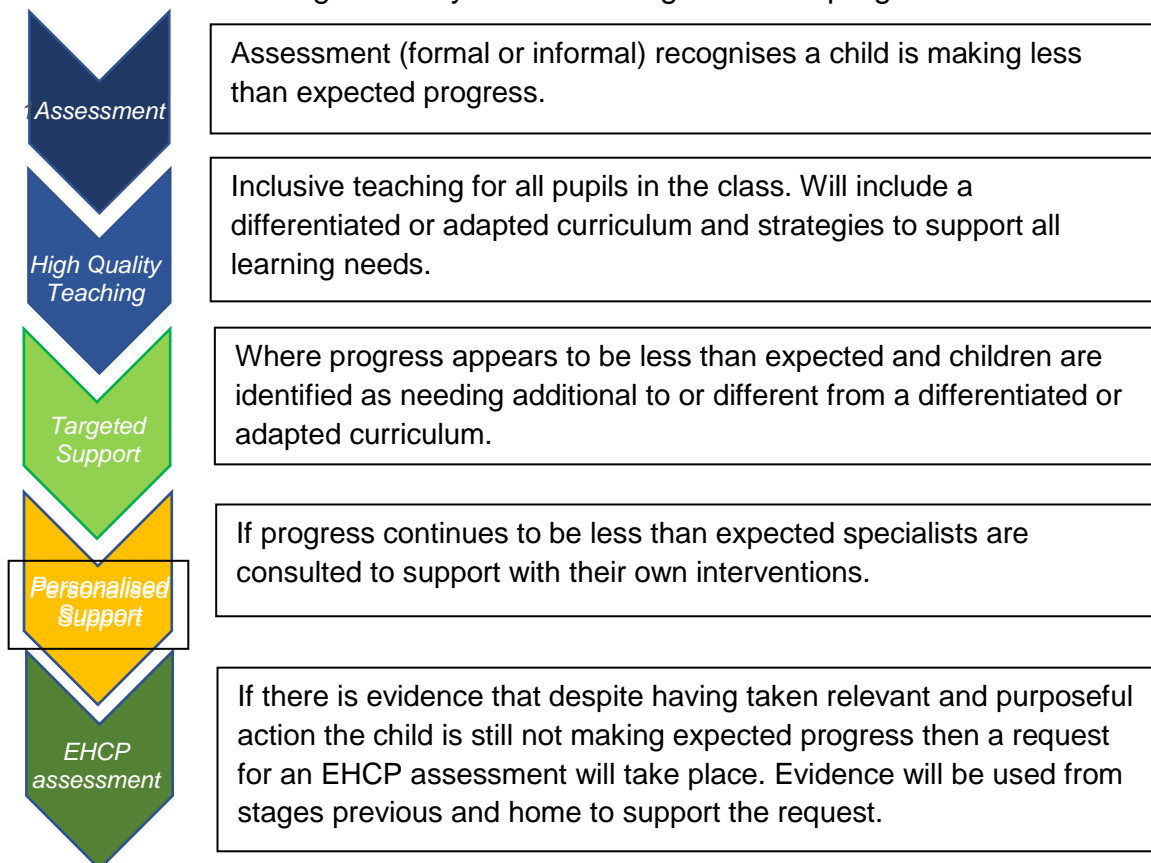 Assessment
Assessment (formal or informal) recognises a child is making less
than expected progress.
High Quality
Teaching
Inclusive teaching for all pupils in the class. Will include a
differentiated or adapted curriculum and strategies to support all
learning needs.
Targeted
Support
Where progress appears to be less than expected and children are
identified as needing additional to or different from a differentiated or
adapted curriculum.
Personalised
Support
If progress continues to be less than expected specialists are
consulted to support with their own interventions.
EHCP
assessment
If there is evidence that despite having taken relevant and purposeful
action the child is still not making expected progress then a request
for an EHCP assessment will take place. Evidence will be used from
stages previous and home to support the request.